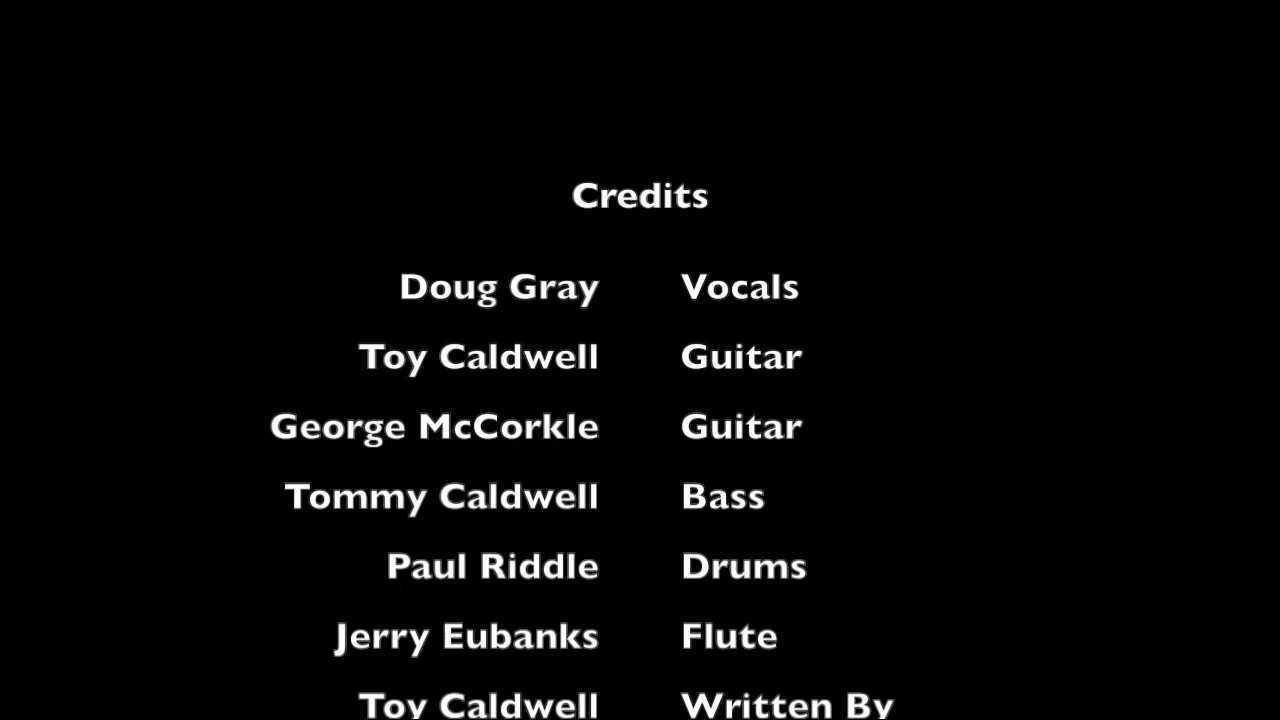 Credits
Doug Gray Vocals
Toy Caldwell Guitar
George McCorkle Guitar
Tommy Caldwell Bass
Paul Riddle Drums
Jerry Eubanks Flute
Toy Caldwell Written By